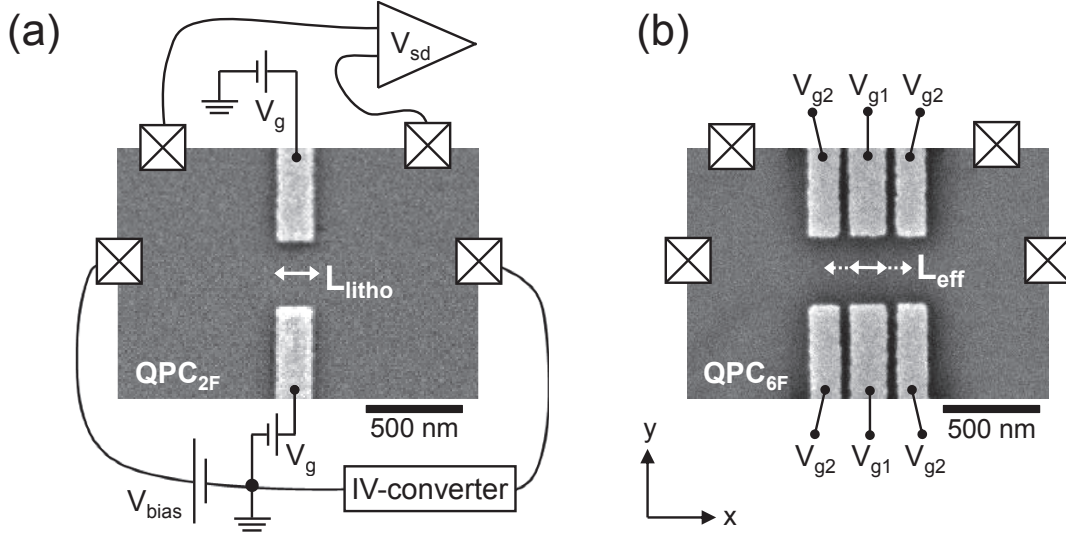 (a)
V_sd
V_g
L_litho
QPC_2F
500 nm
V_g
V_bias
IV-converter
(b)
V_g2 V_g1 V_g2
L_eff
QPC_6F
500 nm
V_g2 V_g1 V_g2
y
x